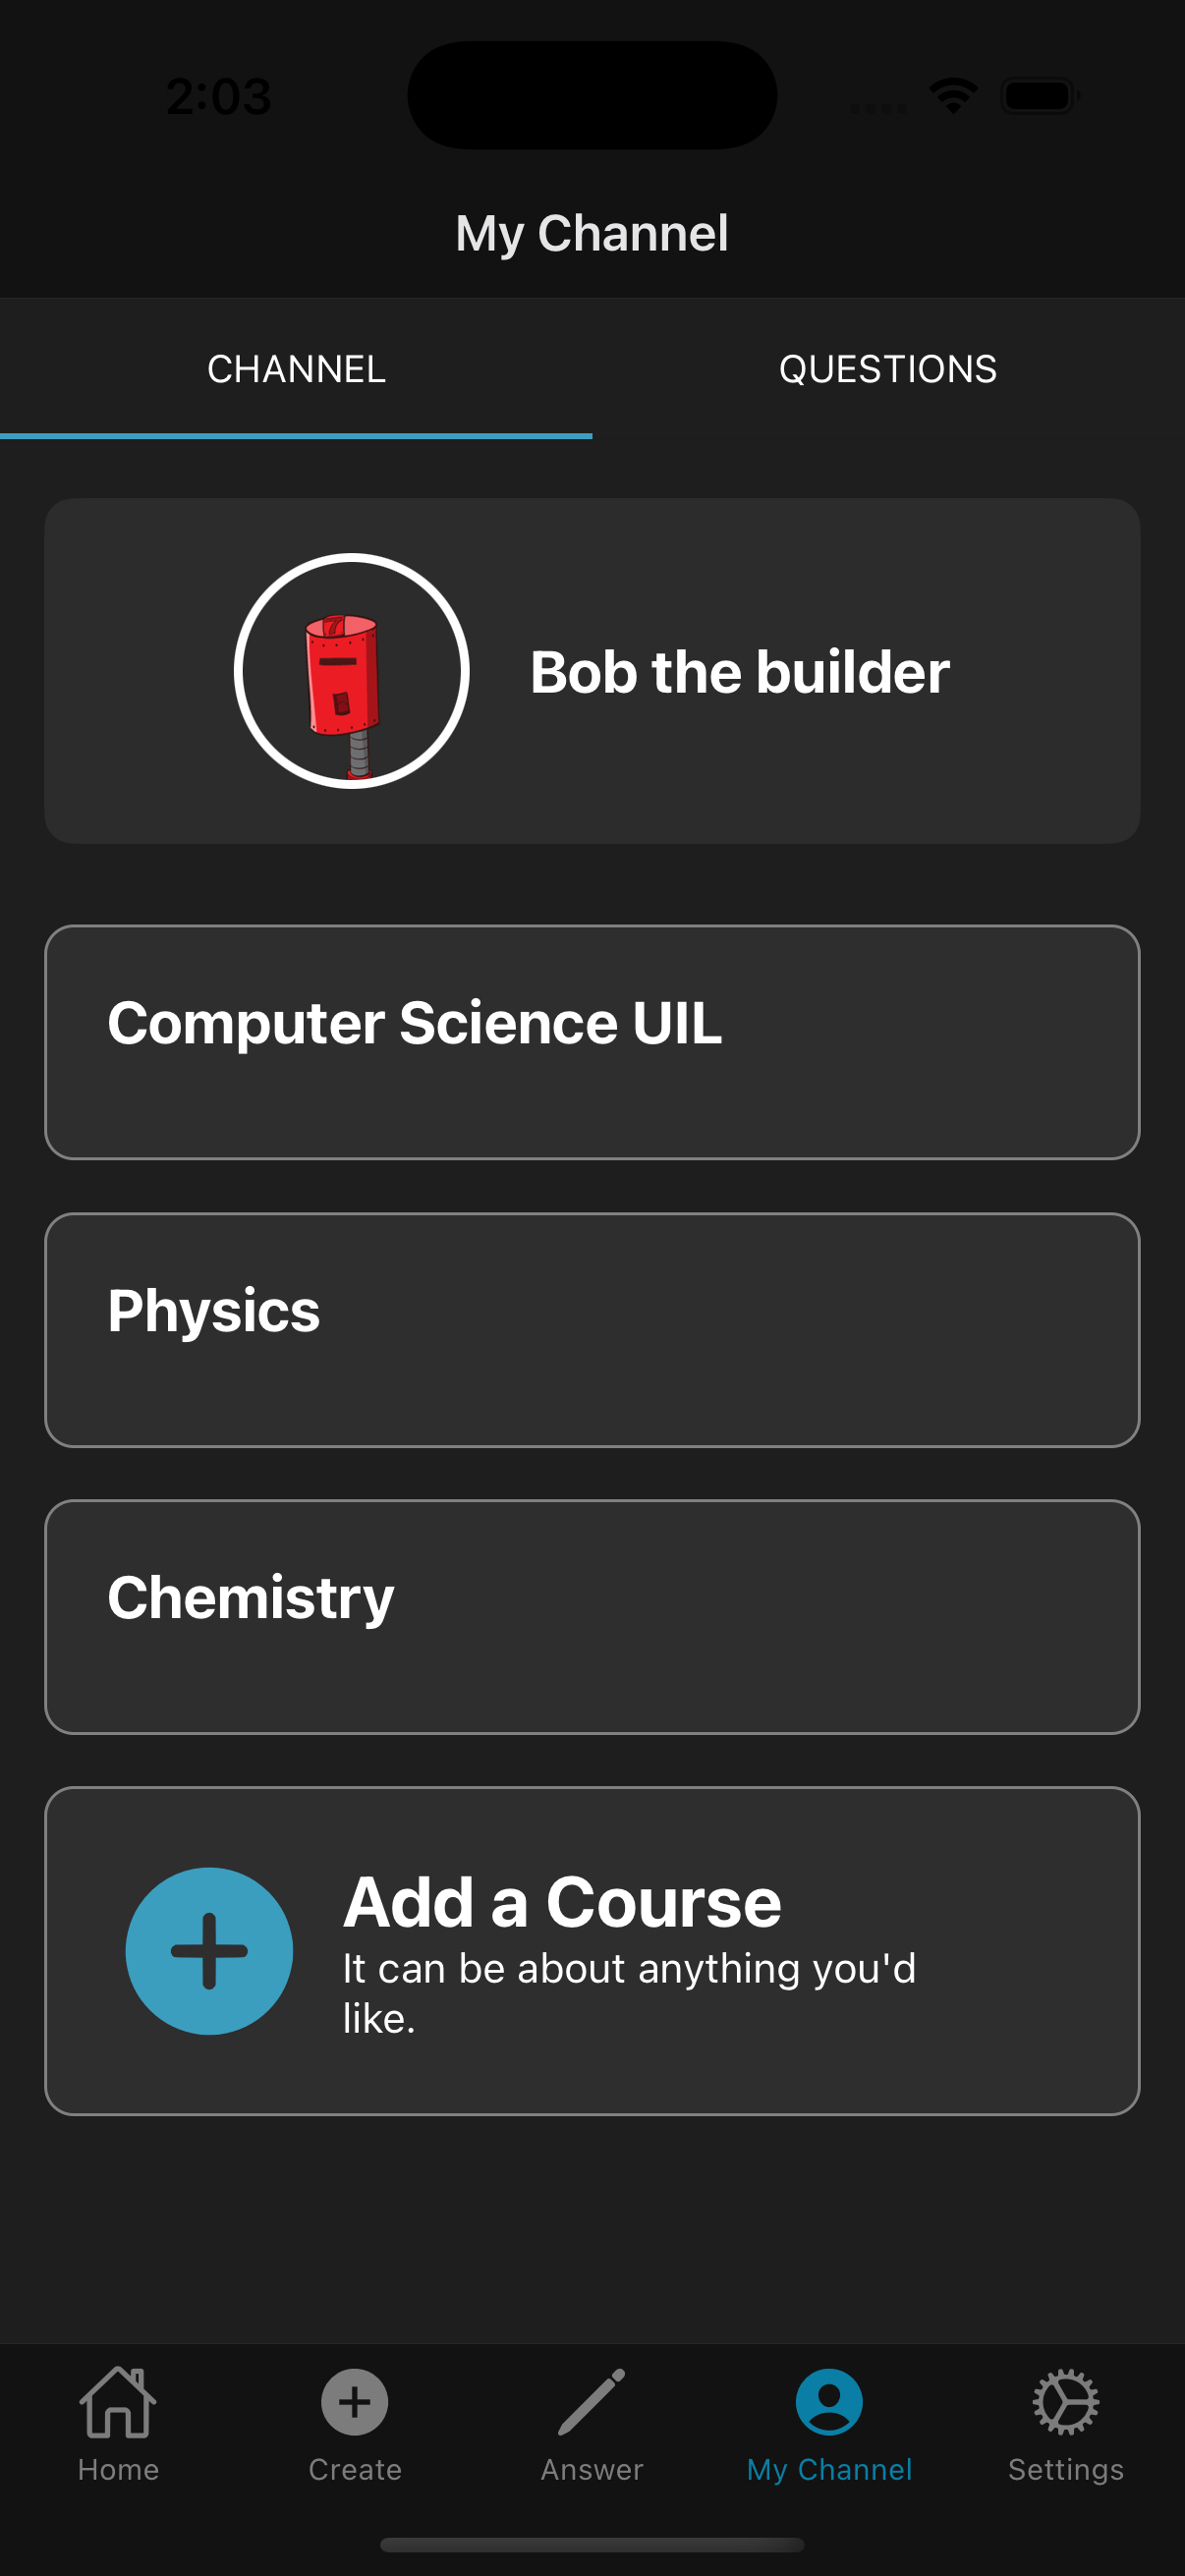 2:03
My Channel
CHANNEL
QUESTIONS
7
Bob the builder
Computer Science UIL
Physics
Chemistry
Add a Course
It can be about anything you'd
like.
Home
Create
Answer
My Channel
Settings